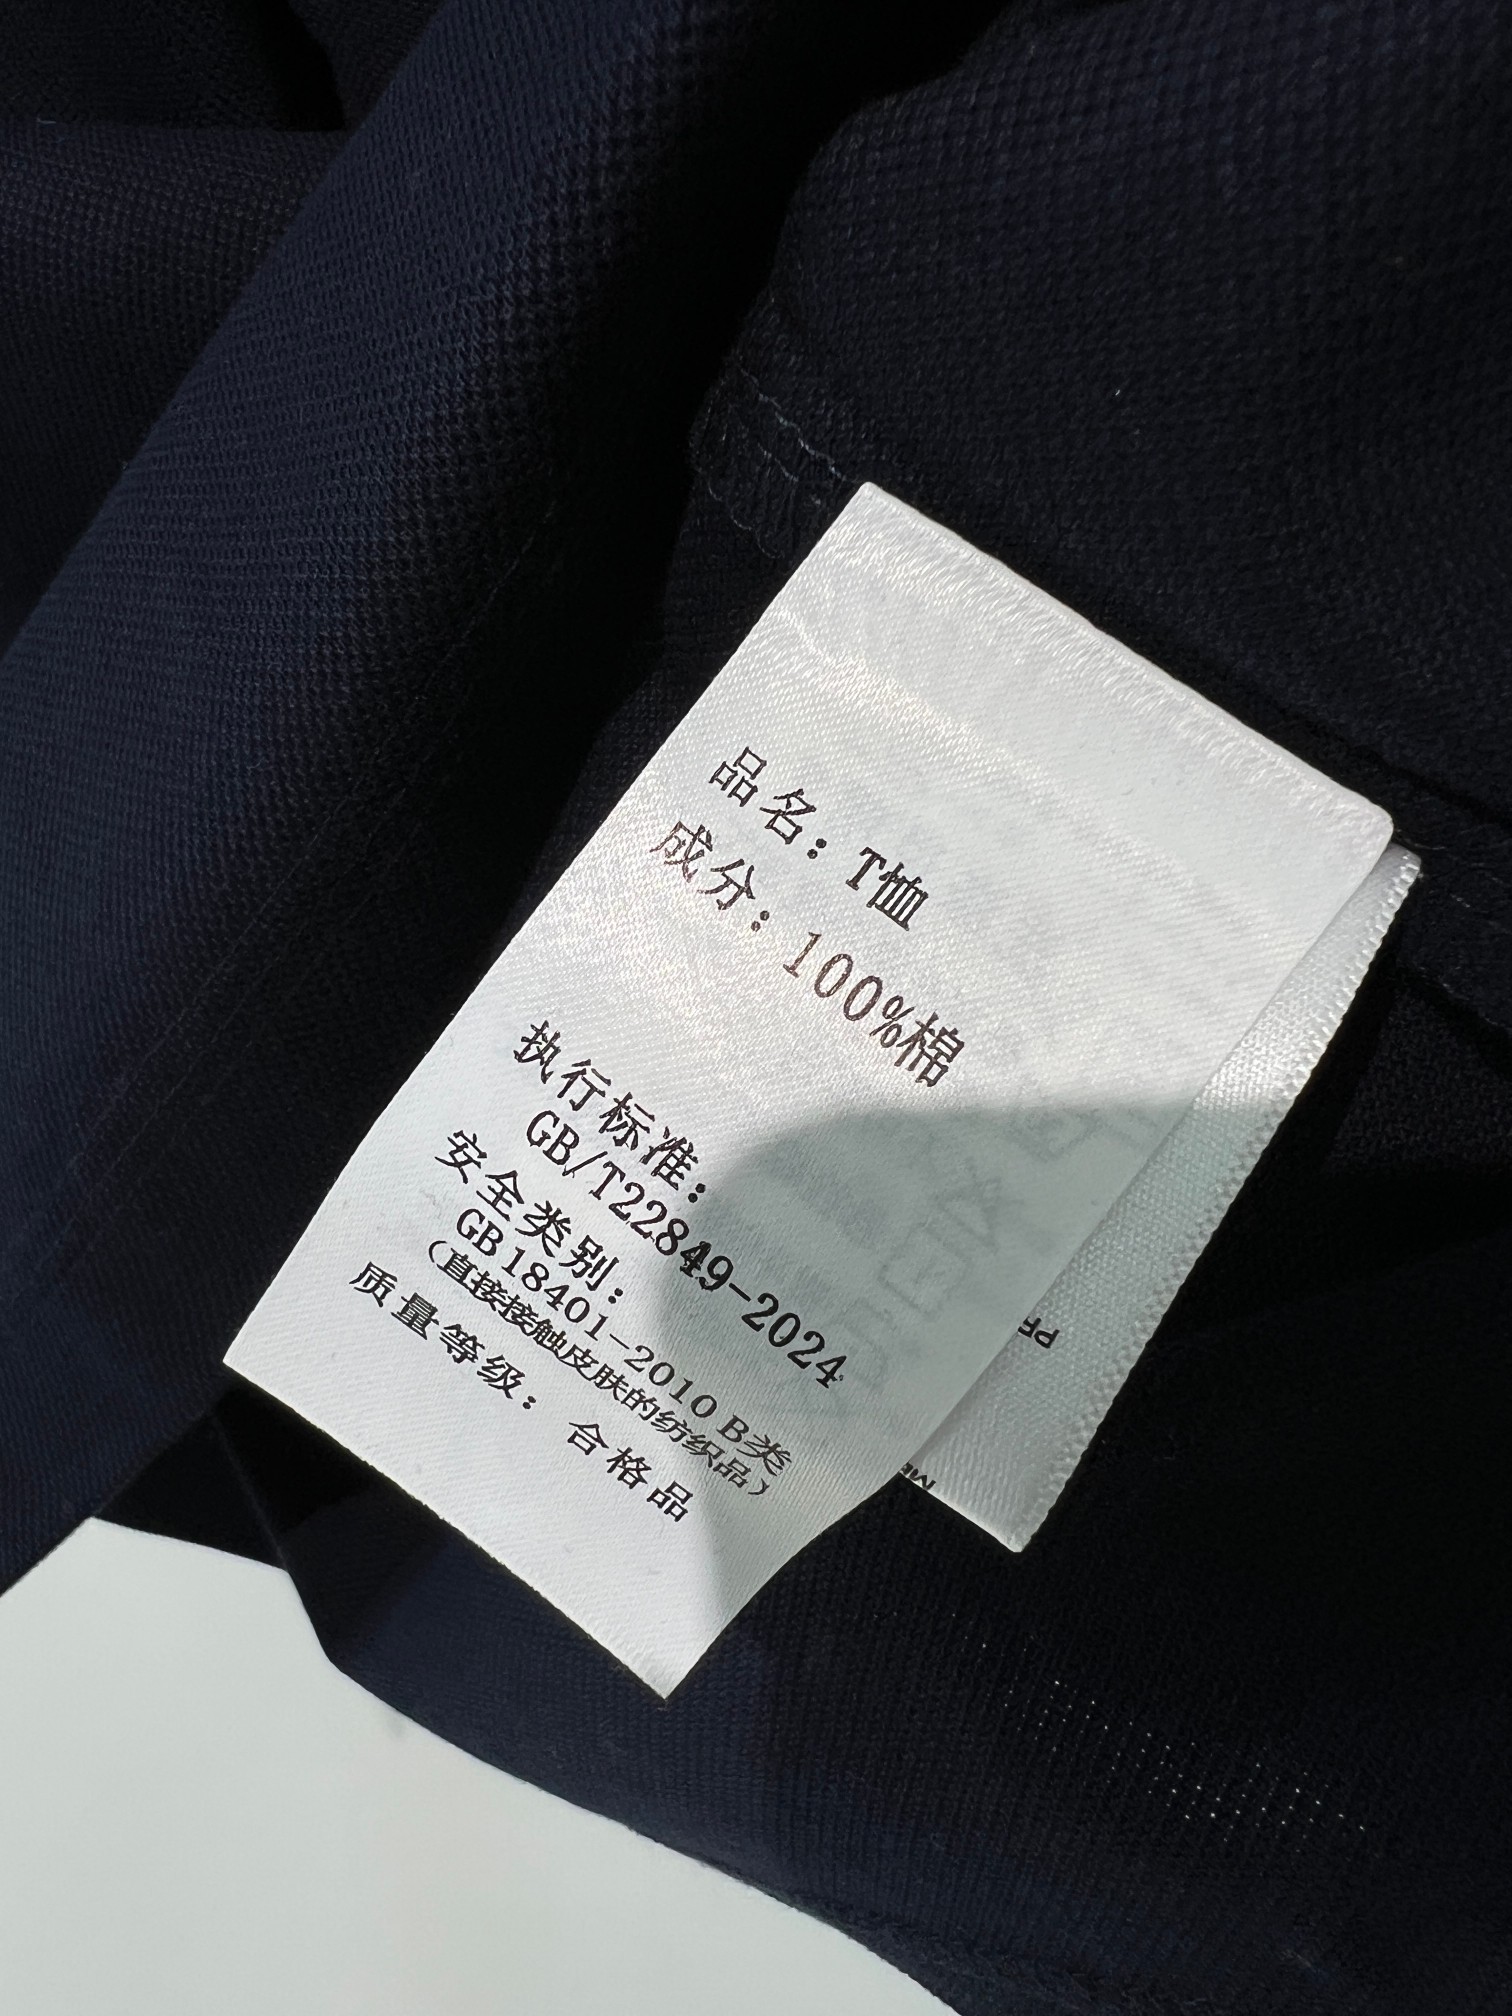 品名：T恤
成分：100%棉
执行标准：
GB/T22849-2024
安全类别：
GB 18401-2010 B类
（直接接触皮肤的纺织品）
质量等级：合格品